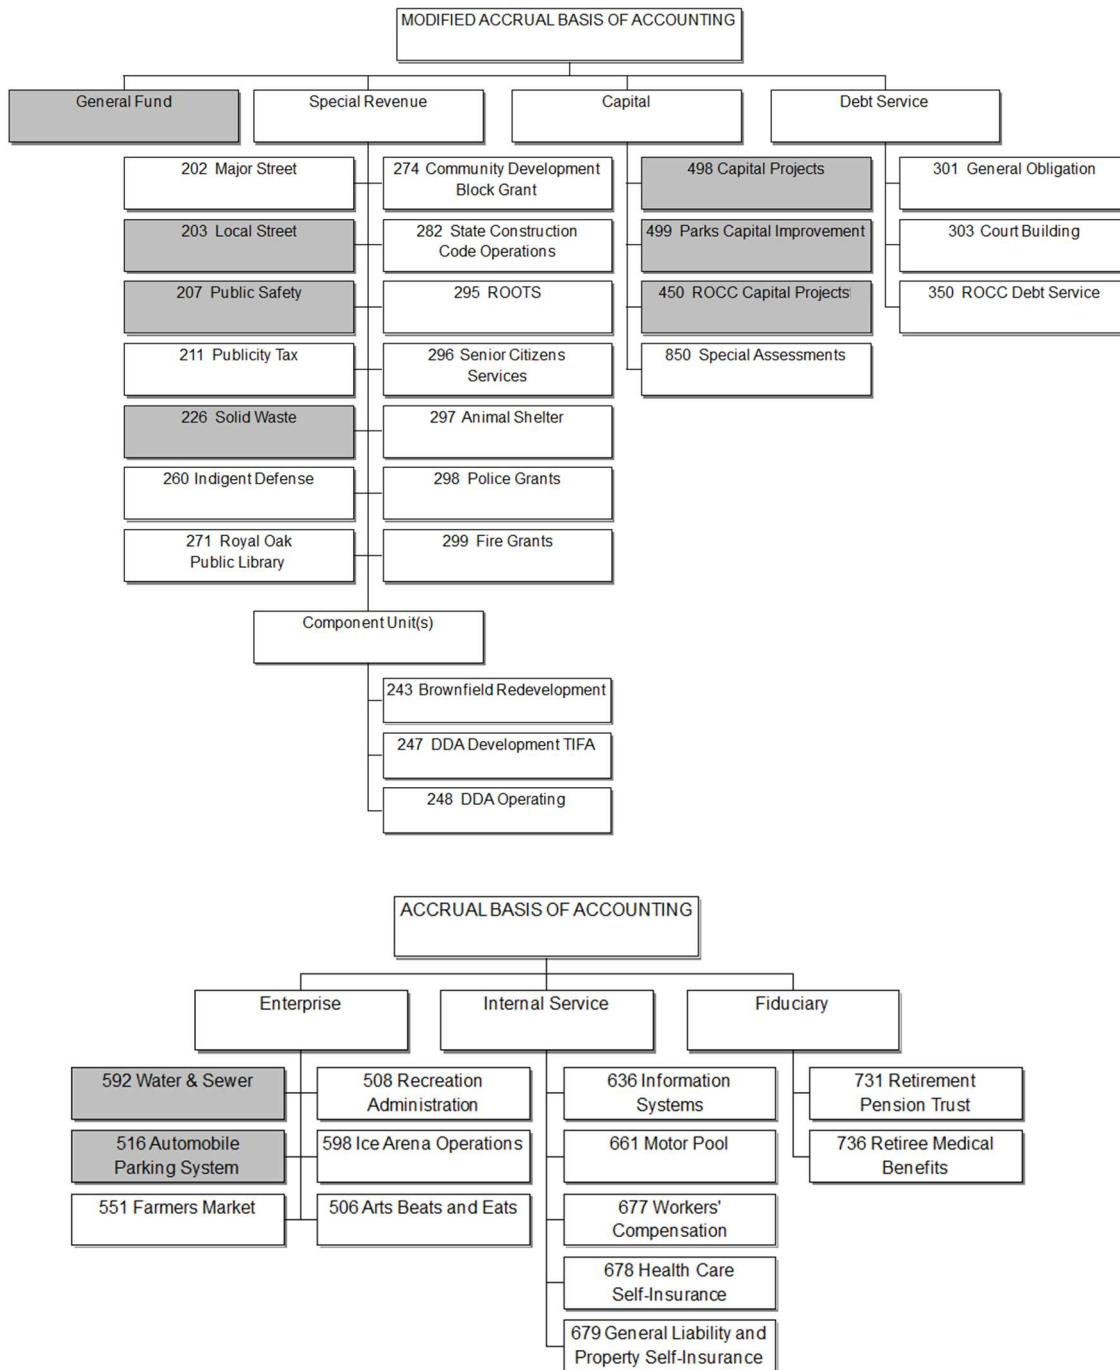 MODIFIED ACCRUAL BASIS OF ACCOUNTING
General Fund
Special Revenue
Capital
Debt Service
202 Major Street
274 Community Development
Block Grant
498 Capital Projects
301 General Obligation
203 Local Street
282 State Construction
Code Operations
499 Parks Capital Improvement
303 Court Building
207 Public Safety
295 ROOTS
450 ROCC Capital Projects
350 ROCC Debt Service
211 Publicity Tax
296 Senior Citizens
Services
850 Special Assessments
226 Solid Waste
297 Animal Shelter
260 Indigent Defense
298 Police Grants
271 Royal Oak
Public Library
299 Fire Grants
Component Unit(s)
243 Brownfield Redevelopment
247 DDA Development TIFA
248 DDA Operating
ACCRUAL BASIS OF ACCOUNTING
Enterprise
Internal Service
Fiduciary
592 Water & Sewer
508 Recreation
Administration
636 Information
Systems
731 Retirement
Pension Trust
516 Automobile
Parking System
598 Ice Arena Operations
661 Motor Pool
736 Retiree Medical
Benefits
551 Farmers Market
506 Arts Beats and Eats
677 Workers'
Compensation
678 Health Care
Self-Insurance
679 General Liability and
Property Self-Insurance